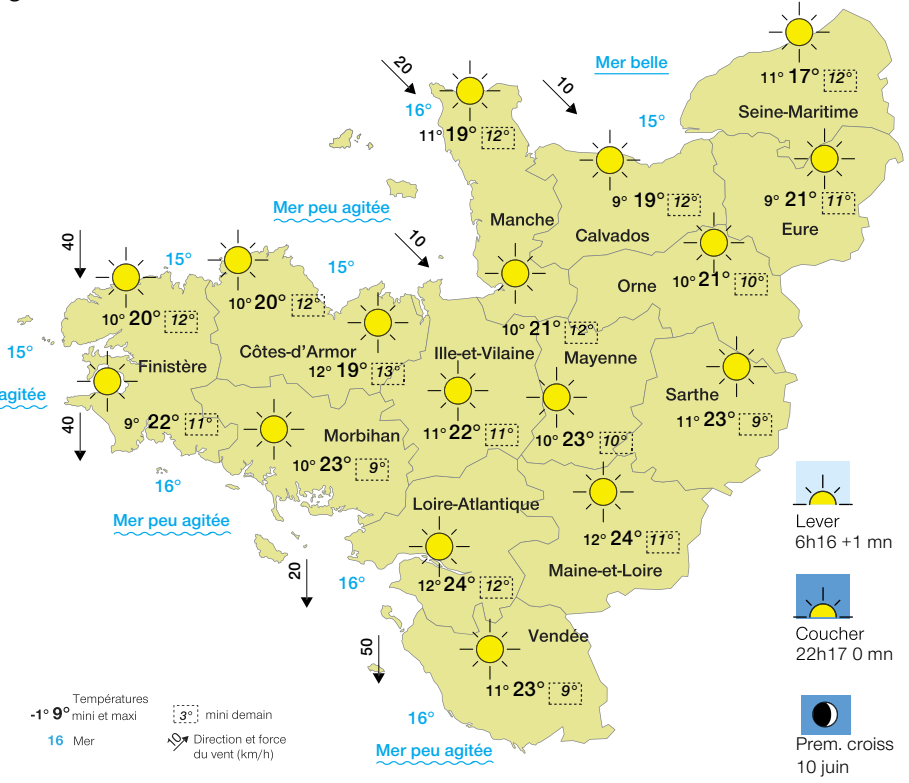 20
10
Mer belle
11° 17° 12°
Seine-Maritime
16°
15°
11° 19° 12°
9° 19° 12°
9° 21° 11°
Mer peu agitée
Manche
Calvados
Eure
40
15°
10
15°
Orne
10° 21° 10°
10° 20° 12°
10° 20° 12°
10° 21° 12°
15°
Finistère
Côtes-d'Armor
12° 19° 13°
Ille-et-Vilaine
Mayenne
Sarthe
agitée
40
9° 22° 11°
Morbihan
10° 23° 9°
11° 22° 11°
10° 23° 10°
11° 23° 9°
16°
Mer peu agitée
Loire-Atlantique
12° 24° 11°
Maine-et-Loire
20
16°
12° 24° 12°
50
Vendée
11° 23° 9°
16°
Mer peu agitée
Lever
6h16 +1 mn
Coucher
22h17 0 mn
Prem. croiss
10 juin
-1° 9° Températures
mini et maxi
3° mini demain
16 Mer
10 Direction et force
du vent (km/h)